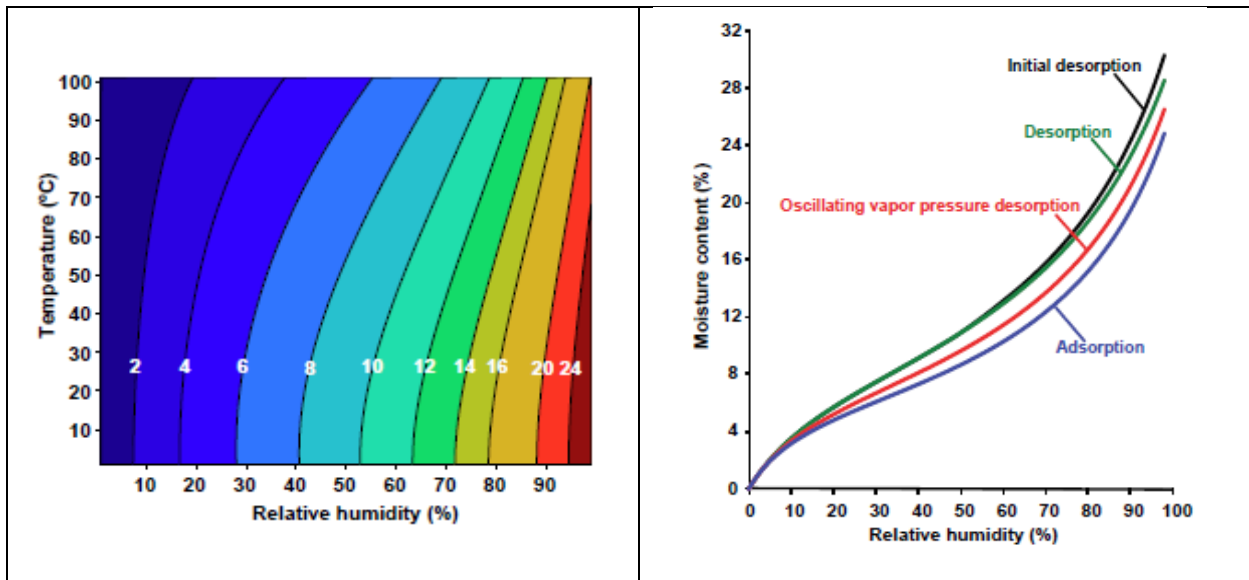 100
90
80
70
60
50
40
30
20
10
Temperature (ºC)
2 4 6 8 10 12 14 16 20 24
10 20 30 40 50 60 70 80 90
Relative humidity (%)
32
28
24
20
16
12
8
4
0
Moisture content (%)
Initial desorption
Desorption
Oscillating vapor pressure desorption
Adsorption
0 10 20 30 40 50 60 70 80 90 100
Relative humidity (%)